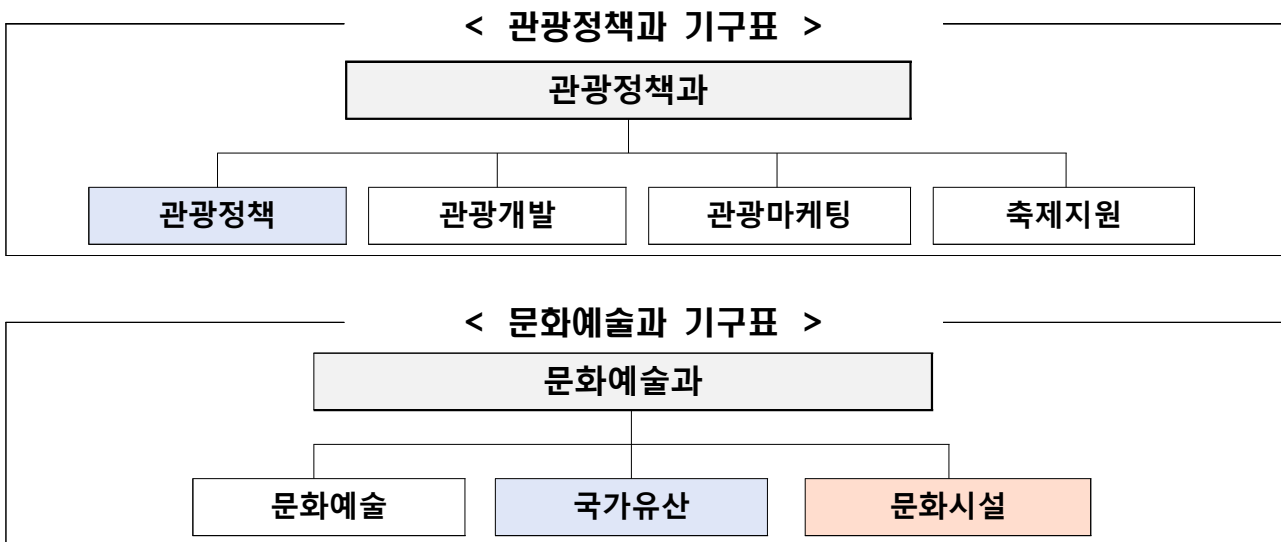 < 관광정책과 기구표 >
관광정책과
관광정책 관광개발 관광마케팅 축제지원
< 문화예술과 기구표 >
문화예술과
문화예술 국가유산 문화시설